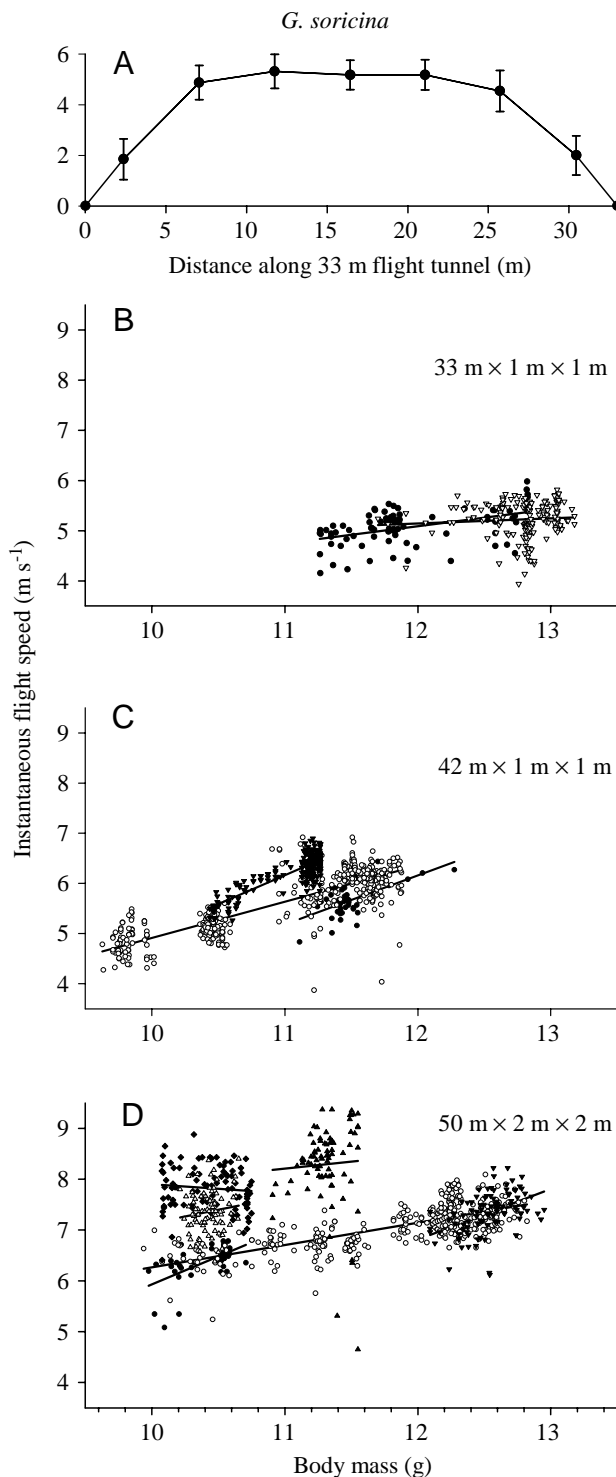 G. soricina
A
6
4
2
0
0 5 10 15 20 25 30
Distance along 33 m flight tunnel (m)
Instantaneous flight speed (m s⁻¹)
B
33 m × 1 m × 1 m
9
8
7
6
5
4
10 11 12 13
C
42 m × 1 m × 1 m
9
8
7
6
5
4
10 11 12 13
D
50 m × 2 m × 2 m
9
8
7
6
5
4
10 11 12 13
Body mass (g)